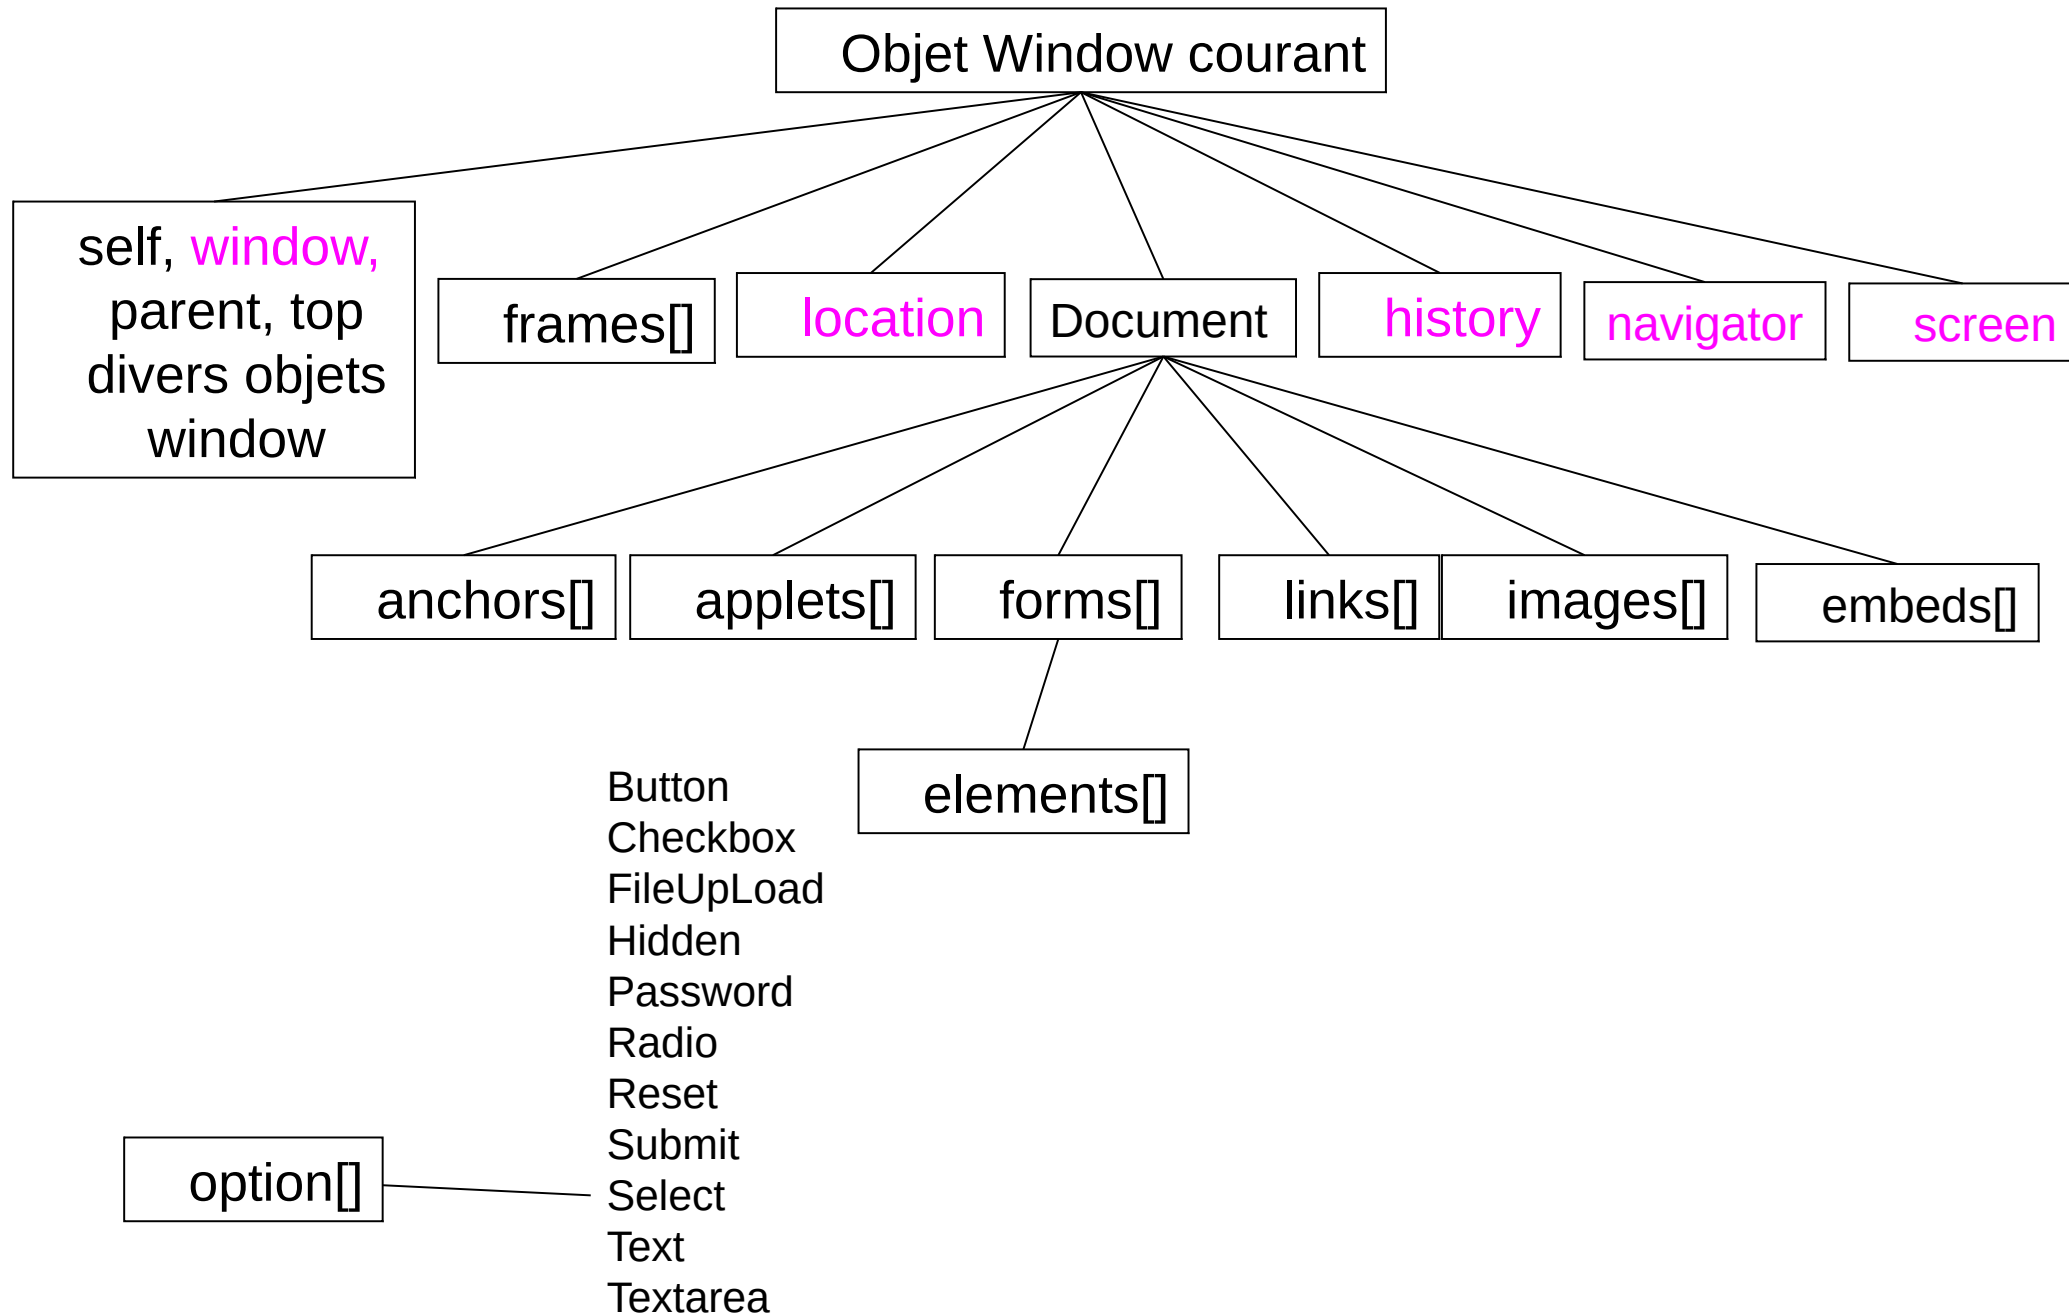 Objet Window courant
self, window,
parent, top
divers objets
window
frames[]
location
Document
history
navigator
screen
anchors[]
applets[]
forms[]
links[]
images[]
embeds[]
elements[]
Button
Checkbox
FileUpLoad
Hidden
Password
Radio
Reset
Submit
Select
Text
Textarea
option[]